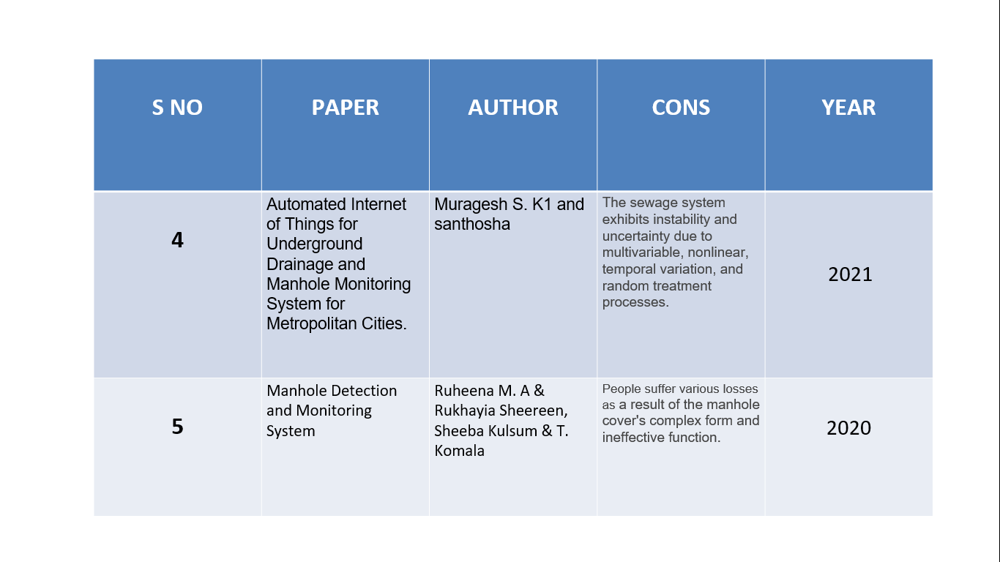 S NO
PAPER
AUTHOR
CONS
YEAR
4
Automated Internet
of Things for
Underground
Drainage and
Manhole Monitoring
System for
Metropolitan Cities.
Muragesh S. K1 and
santhosha
The sewage system
exhibits instability and
uncertainty due to
multivariable, nonlinear,
temporal variation, and
random treatment
processes.
2021
5
Manhole Detection
and Monitoring
System
Ruheena M. A &
Rukhayia Sheereen,
Sheeba Kulsum & T.
Komala
People suffer various losses
as a result of the manhole
cover's complex form and
ineffective function.
2020